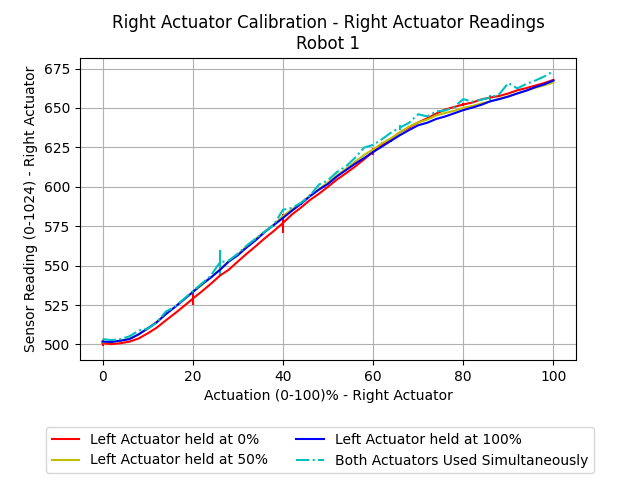 Right Actuator Calibration - Right Actuator Readings
Robot 1
Sensor Reading (0-1024) - Right Actuator
675
650
625
600
575
550
525
500
0 20 40 60 80 100
Actuation (0-100)% - Right Actuator
Left Actuator held at 0% Left Actuator held at 100%
Left Actuator held at 50% Both Actuators Used Simultaneously